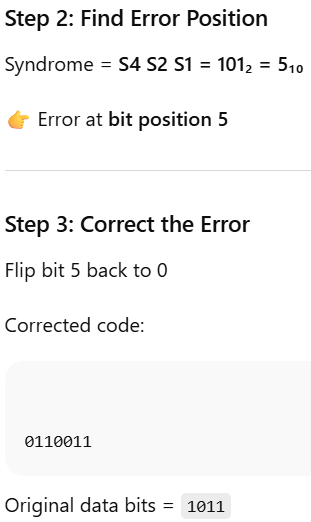 Step 2: Find Error Position
Syndrome = S4 S2 S1 = 101₂ = 5₁₀
👉 Error at bit position 5
Step 3: Correct the Error
Flip bit 5 back to 0
Corrected code:
0110011
Original data bits = 1011